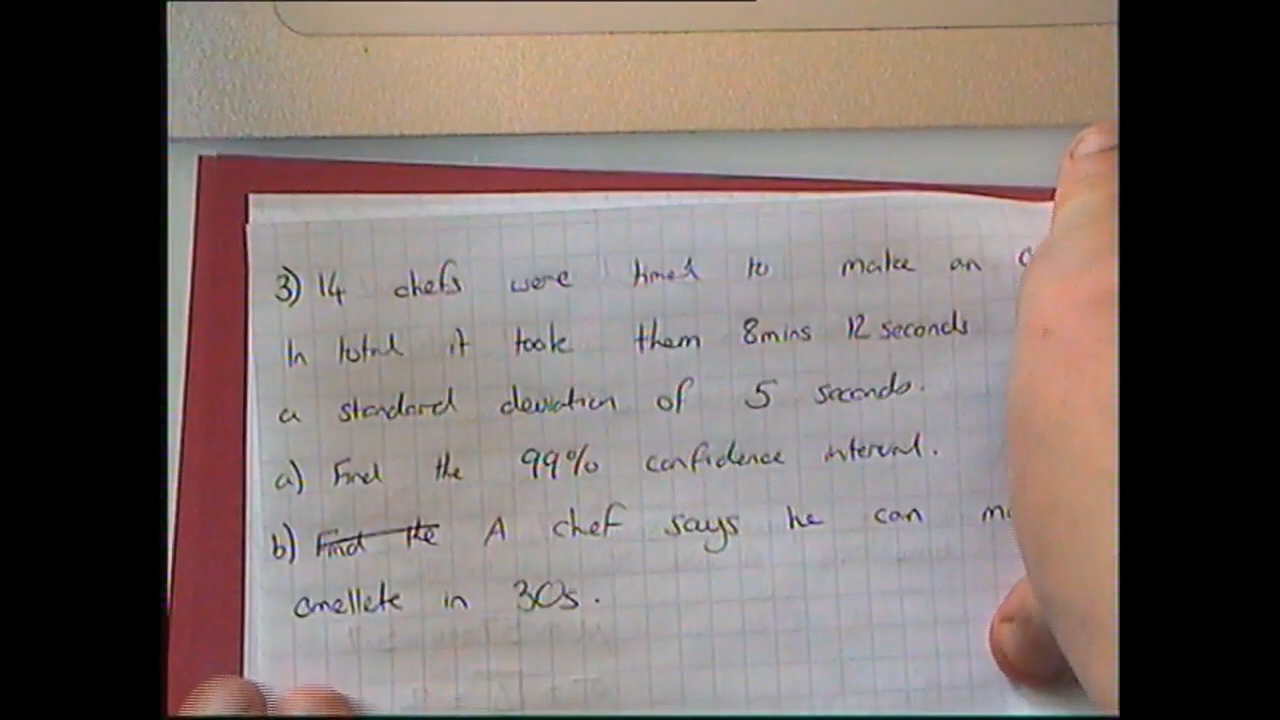 3) 14 chefs were timed to make an
In total it took them 8mins 12 seconds
a standard deviation of 5 seconds.
a) Find the 99% confidence interval.
b) Find the A chef says he can
omellete in 30s.